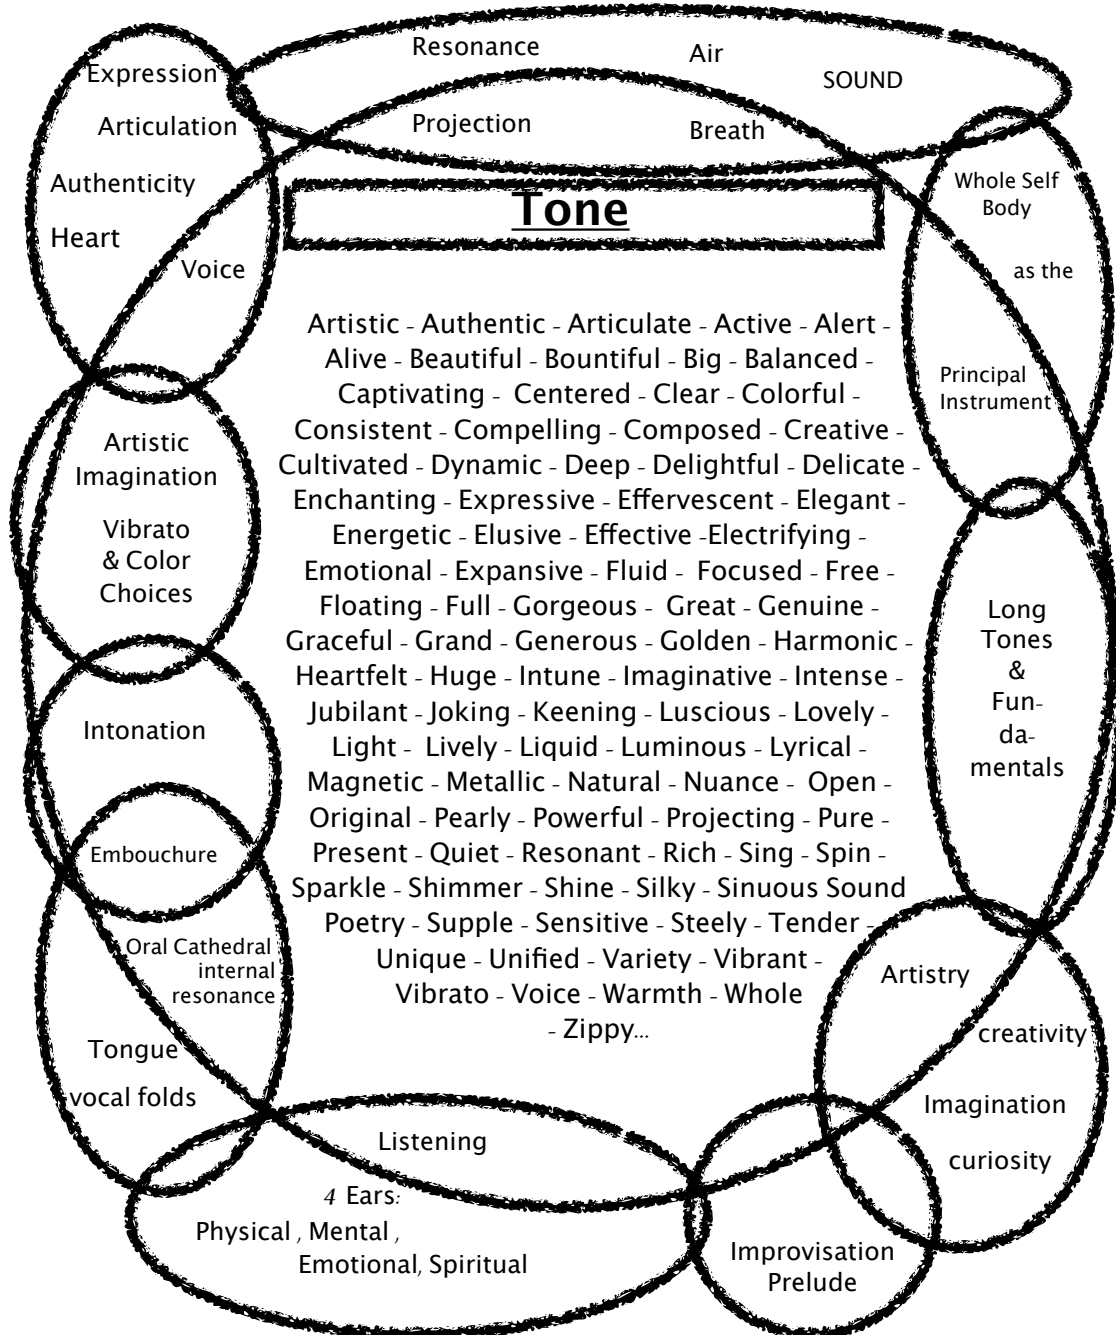 Resonance
Air
SOUND
Projection
Breath
Expression
Articulation
Authenticity
Heart
Voice
Whole Self
Body
as the
Principal
Instrument
Tone
Artistic - Authentic - Articulate - Active - Alert -
Alive - Beautiful - Bountiful - Big - Balanced -
Captivating - Centered - Clear - Colorful -
Consistent - Compelling - Composed - Creative -
Cultivated - Dynamic - Deep - Delightful - Delicate -
Enchanting - Expressive - Effervescent - Elegant -
Energetic - Elusive - Effective -Electrifying -
Emotional - Expansive - Fluid - Focused - Free -
Floating - Full - Gorgeous - Great - Genuine -
Graceful - Grand - Generous - Golden - Harmonic -
Heartfelt - Huge - Intune - Imaginative - Intense -
Jubilant - Joking - Keening - Luscious - Lovely -
Light - Lively - Liquid - Luminous - Lyrical -
Magnetic - Metallic - Natural - Nuance - Open -
Original - Pearly - Powerful - Projecting - Pure -
Present - Quiet - Resonant - Rich - Sing - Spin -
Sparkle - Shimmer - Shine - Silky - Sinuous Sound
Poetry - Supple - Sensitive - Steely - Tender -
Unique - Unified - Variety - Vibrant -
Vibrato - Voice - Warmth - Whole
- Zippy...
Artistic
Imagination
Vibrato
& Color
Choices
Intonation
Embouchure
Oral Cathedral
internal
resonance
Tongue
vocal folds
Long
Tones
&
Fun-
da-
mentals
Artistry
creativity
Imagination
curiosity
Listening
4 Ears:
Physical , Mental ,
Emotional, Spiritual
Improvisation
Prelude